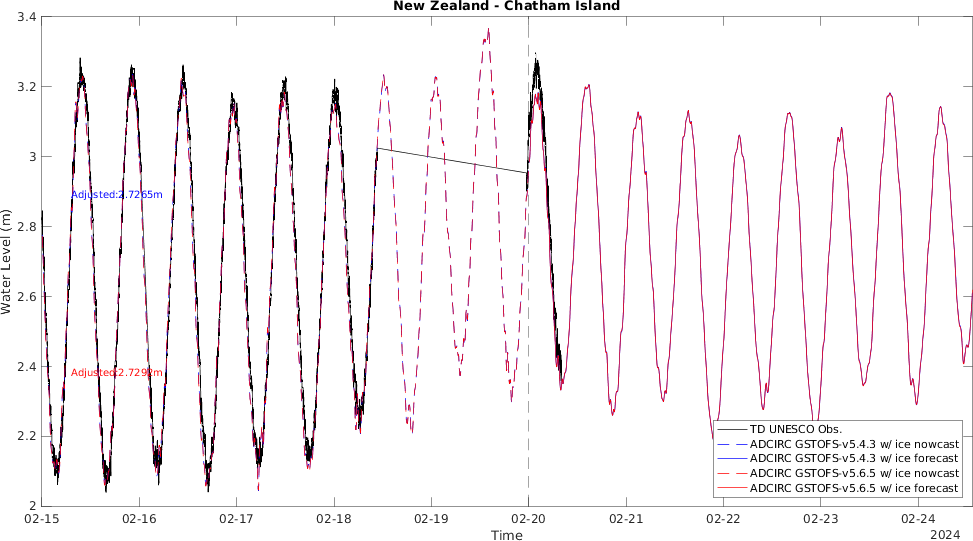 New Zealand - Chatham Island
3.4
3.2
3
2.8
2.6
2.4
2.2
2
Water Level (m)
Adjusted:2.7265m
Adjusted:2.7292m
TD UNESCO Obs.
ADCIRC GSTOFS-v5.4.3 w/ ice nowcast
ADCIRC GSTOFS-v5.4.3 w/ ice forecast
ADCIRC GSTOFS-v5.6.5 w/ ice nowcast
ADCIRC GSTOFS-v5.6.5 w/ ice forecast
02-15 02-16 02-17 02-18 02-19 02-20 02-21 02-22 02-23 02-24
Time
2024